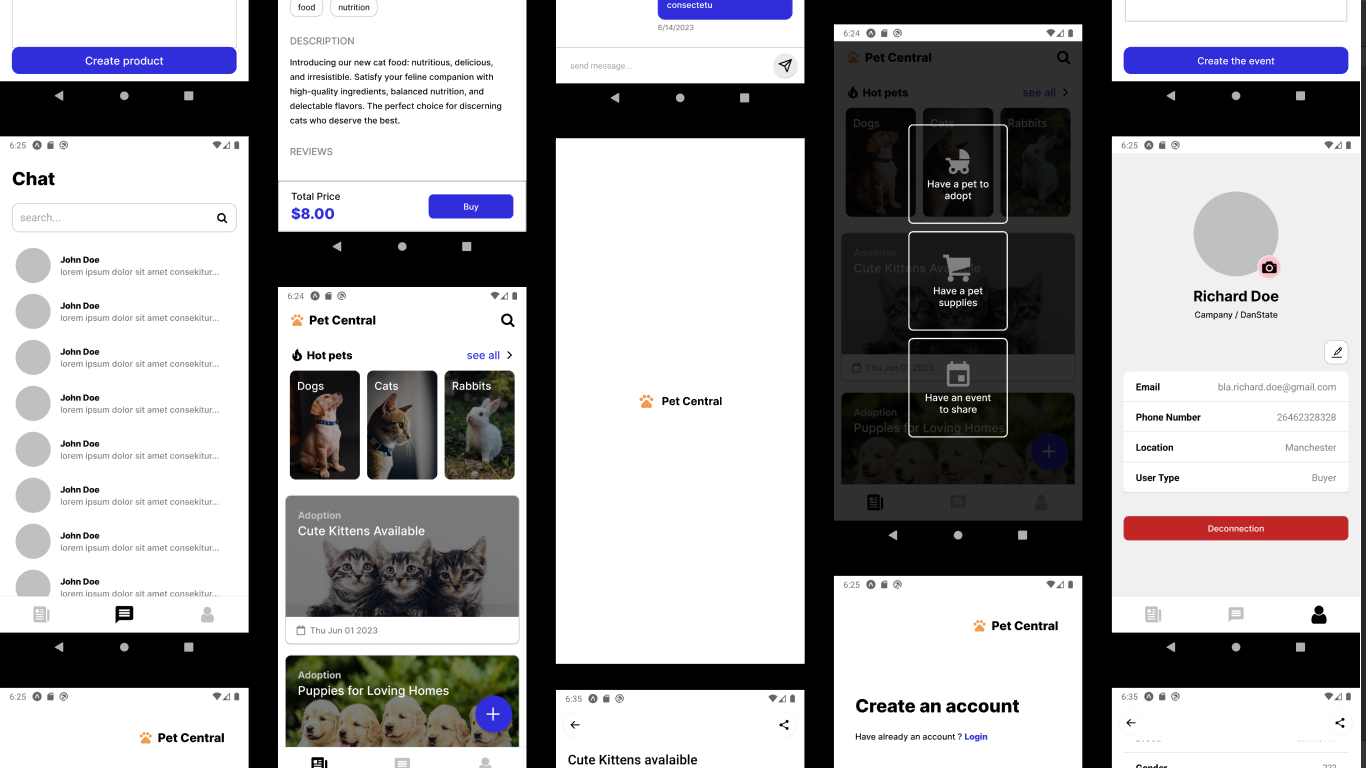 Create product
6:25
Chat
search...
John Doe
lorem ipsum dolor sit amet consekitur...
John Doe
lorem ipsum dolor sit amet consekitur...
John Doe
lorem ipsum dolor sit amet consekitur...
John Doe
lorem ipsum dolor sit amet consekitur...
John Doe
lorem ipsum dolor sit amet consekitur...
John Doe
lorem ipsum dolor sit amet consekitur...
John Doe
lorem ipsum dolor sit amet consekitur...
John Doe
lorem ipsum dolor sit amet consekitur...
6:25
Pet Central
food nutrition
DESCRIPTION
Introducing our new cat food: nutritious, delicious,
and irresistible. Satisfy your feline companion with
high-quality ingredients, balanced nutrition, and
delectable flavors. The perfect choice for discerning
cats who deserve the best.
REVIEWS
Total Price
$8.00
Buy
6:24
Pet Central
Hot pets see all
Dogs Cats Rabbits
Adoption
Cute Kittens Available
Thu Jun 01 2023
Adoption
Puppies for Loving Homes
consectetu
6/14/2023
send message...
Pet Central
6:35
Cute Kittens avalaible
6:24
Pet Central
Hot pets see all
Dogs Cats Rabbits
Have a pet to
adopt
Adoption
Cute Kittens Available
Have a pet
supplies
Thu Jun 01 2023
Have an event
to share
Adoption
Puppies for Loving Homes
6:25
Pet Central
Create an account
Have already an account ? Login
Create the event
6:25
Richard Doe
Campany / DanState
Email bla.richard.doe@gmail.com
Phone Number 26462328328
Location Manchester
User Type Buyer
Deconnection
6:35
Gender ???